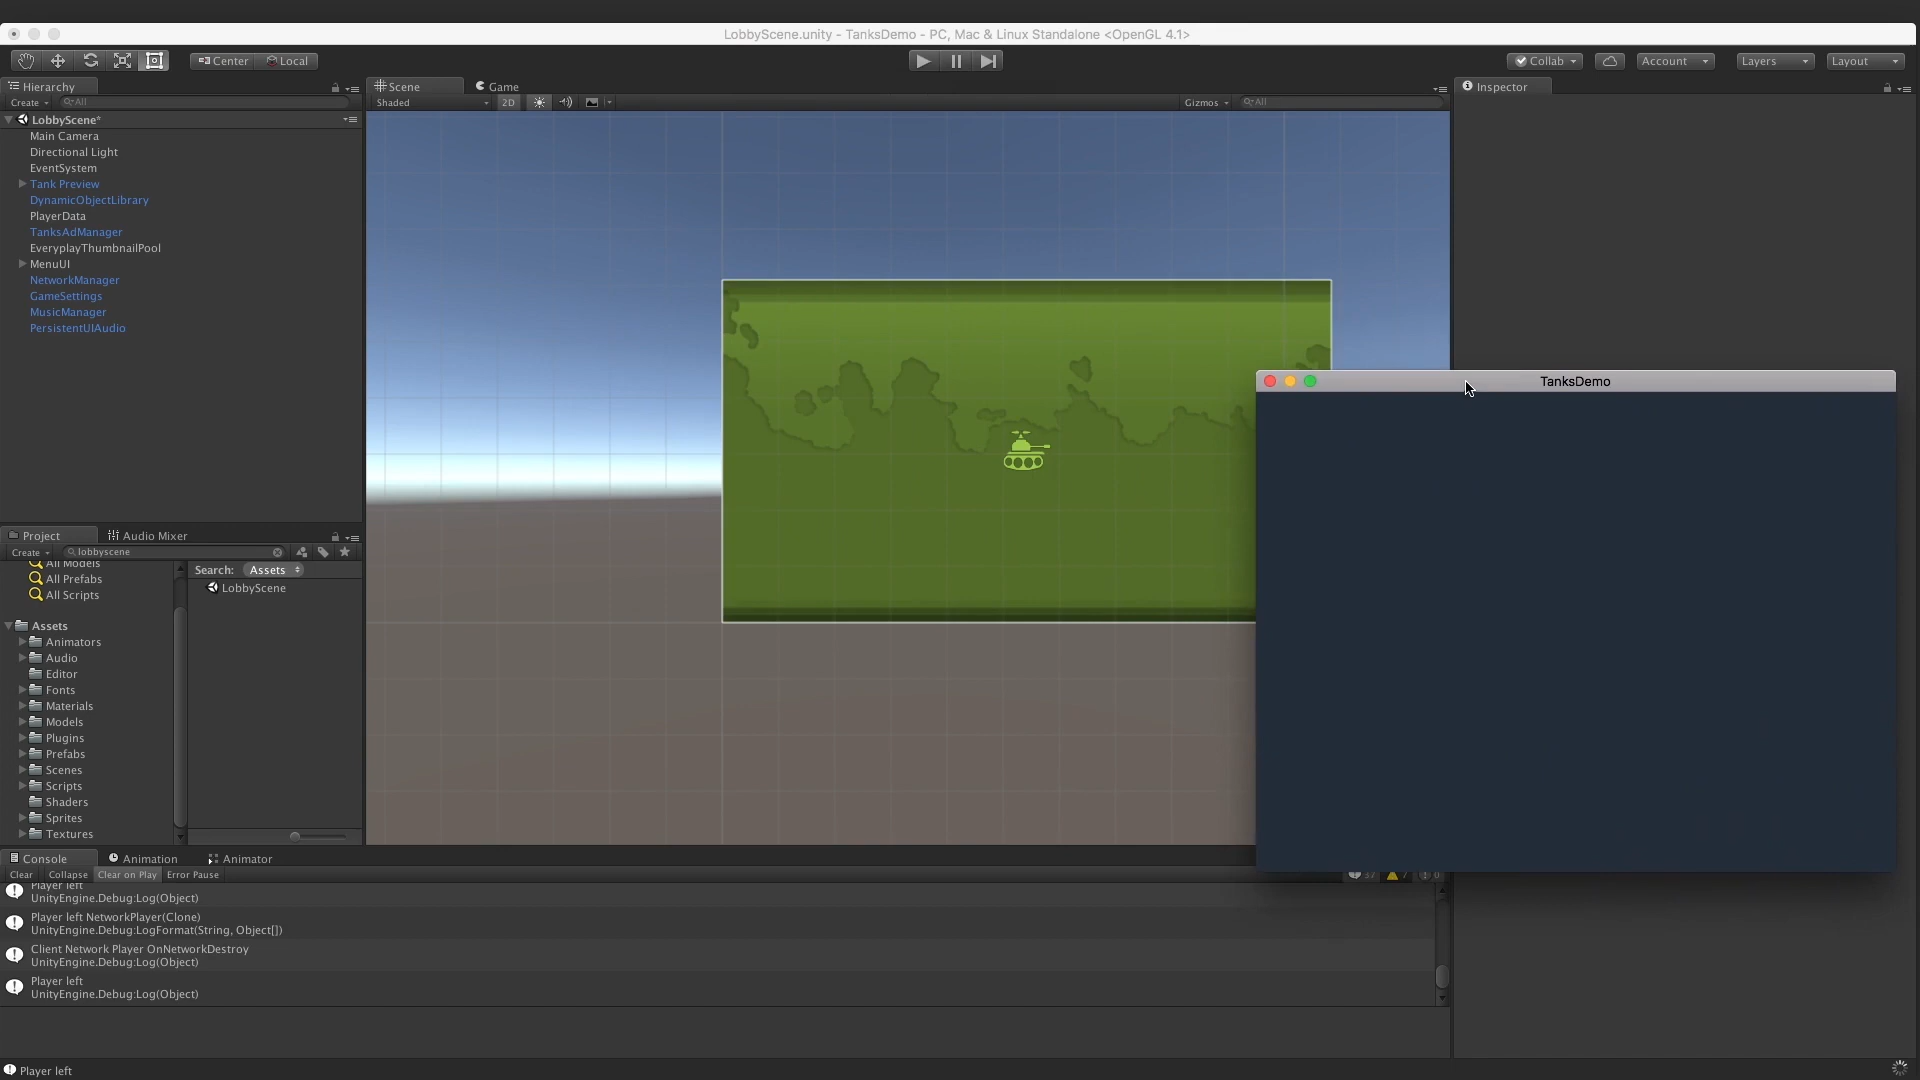 LobbyScene.unity - TanksDemo - PC, Mac & Linux Standalone <OpenGL 4.1>
Center Local
Collab Account Layers Layout
Hierarchy
Create All
LobbyScene*
Main Camera
Directional Light
EventSystem
Tank Preview
DynamicObjectLibrary
PlayerData
TanksAdManager
EveryplayThumbnailPool
MenuUI
NetworkManager
GameSettings
MusicManager
PersistentUIAudio
Scene Game
Shaded 2D Gizmos All
Inspector
TanksDemo
Project Audio Mixer
Create lobbyscene
All Models
All Prefabs
All Scripts
Assets
Animators
Audio
Editor
Fonts
Materials
Models
Plugins
Prefabs
Scenes
Scripts
Shaders
Sprites
Textures
Search: Assets
LobbyScene
Console Animation Animator
Clear Collapse Clear on Play Error Pause 37 7 0
Player left
UnityEngine.Debug:Log(Object)
Player left NetworkPlayer(Clone)
UnityEngine.Debug:LogFormat(String, Object[])
Client Network Player OnNetworkDestroy
UnityEngine.Debug:Log(Object)
Player left
UnityEngine.Debug:Log(Object)
Player left